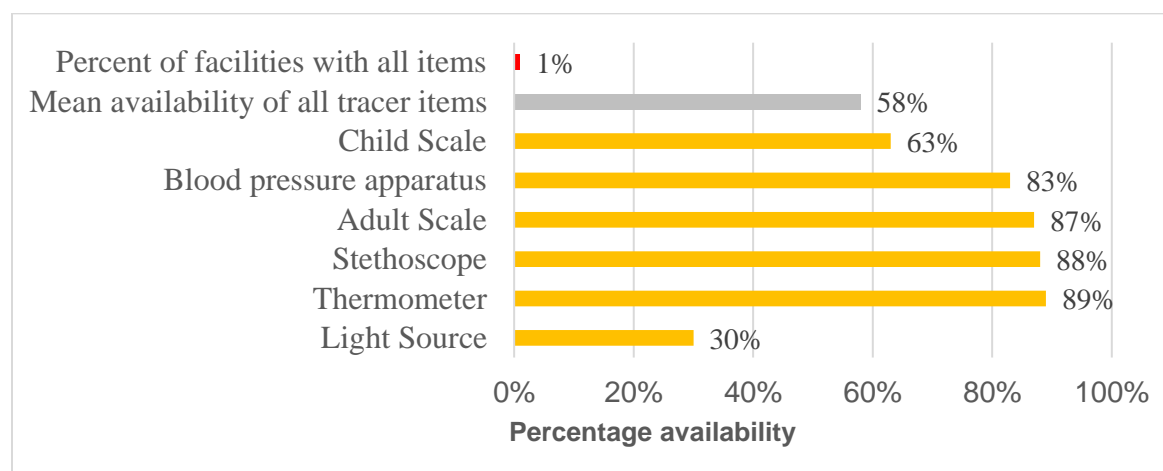 Percent of facilities with all items 1%
Mean availability of all tracer items 58%
Child Scale 63%
Blood pressure apparatus 83%
Adult Scale 87%
Stethoscope 88%
Thermometer 89%
Light Source 30%
0% 20% 40% 60% 80% 100%
Percentage availability